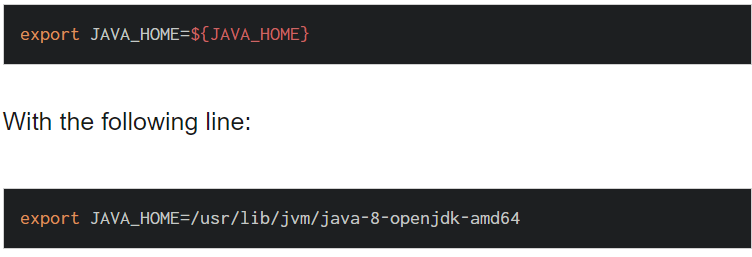 export JAVA_HOME=${JAVA_HOME}
With the following line:
export JAVA_HOME=/usr/lib/jvm/java-8-openjdk-amd64